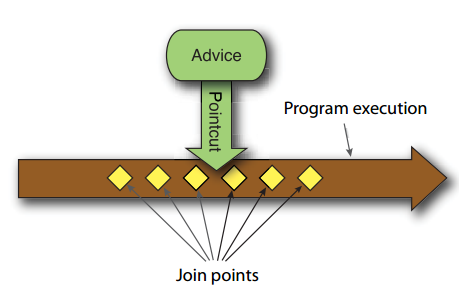 Advice
Pointcut
Program execution
Join points